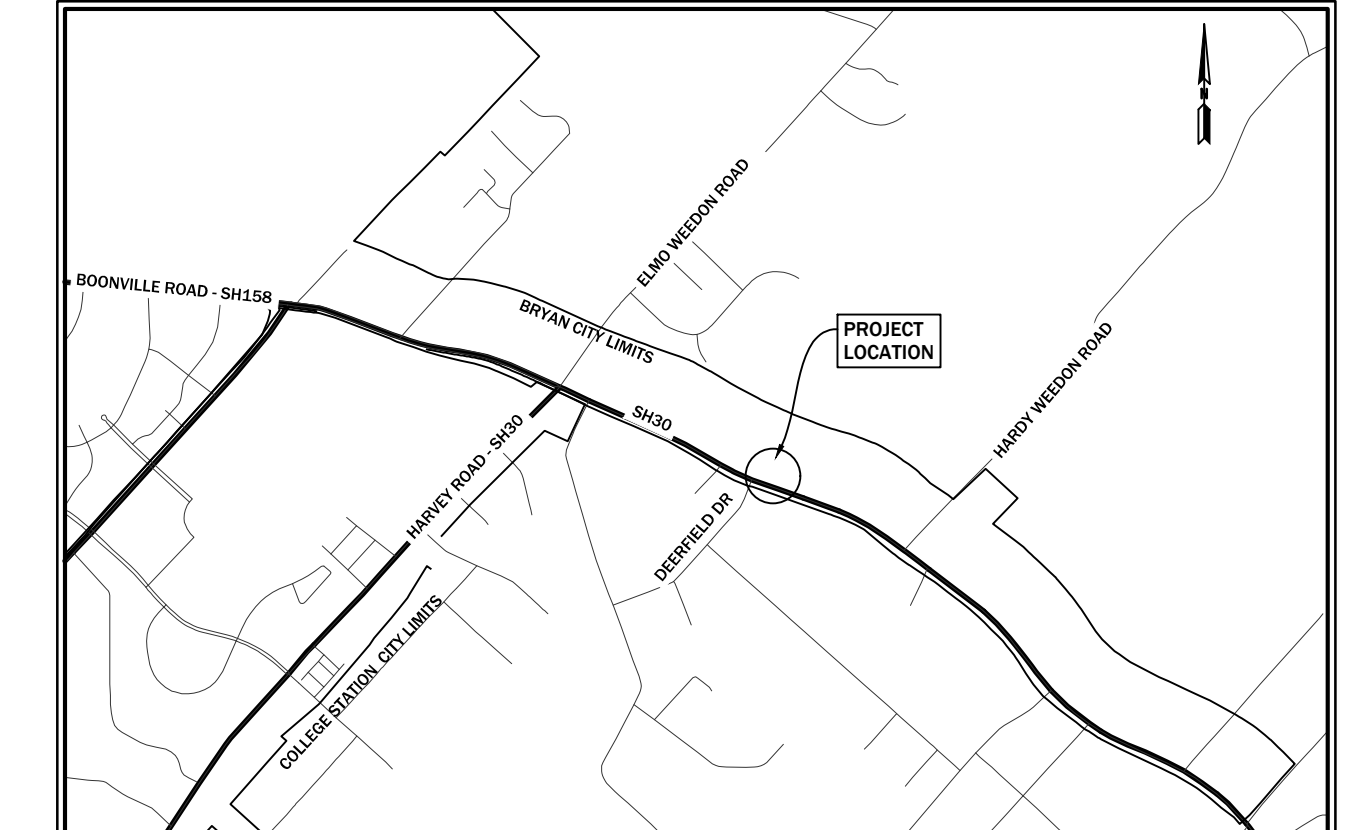 N
ELMO WEEDON ROAD
BOONVILLE ROAD - SH158
BRYAN CITY LIMITS
PROJECT
LOCATION
HARDY WEEDON ROAD
SH30
HARVEY ROAD - SH30
DEERFIELD DR
COLLEGE STATION CITY LIMITS